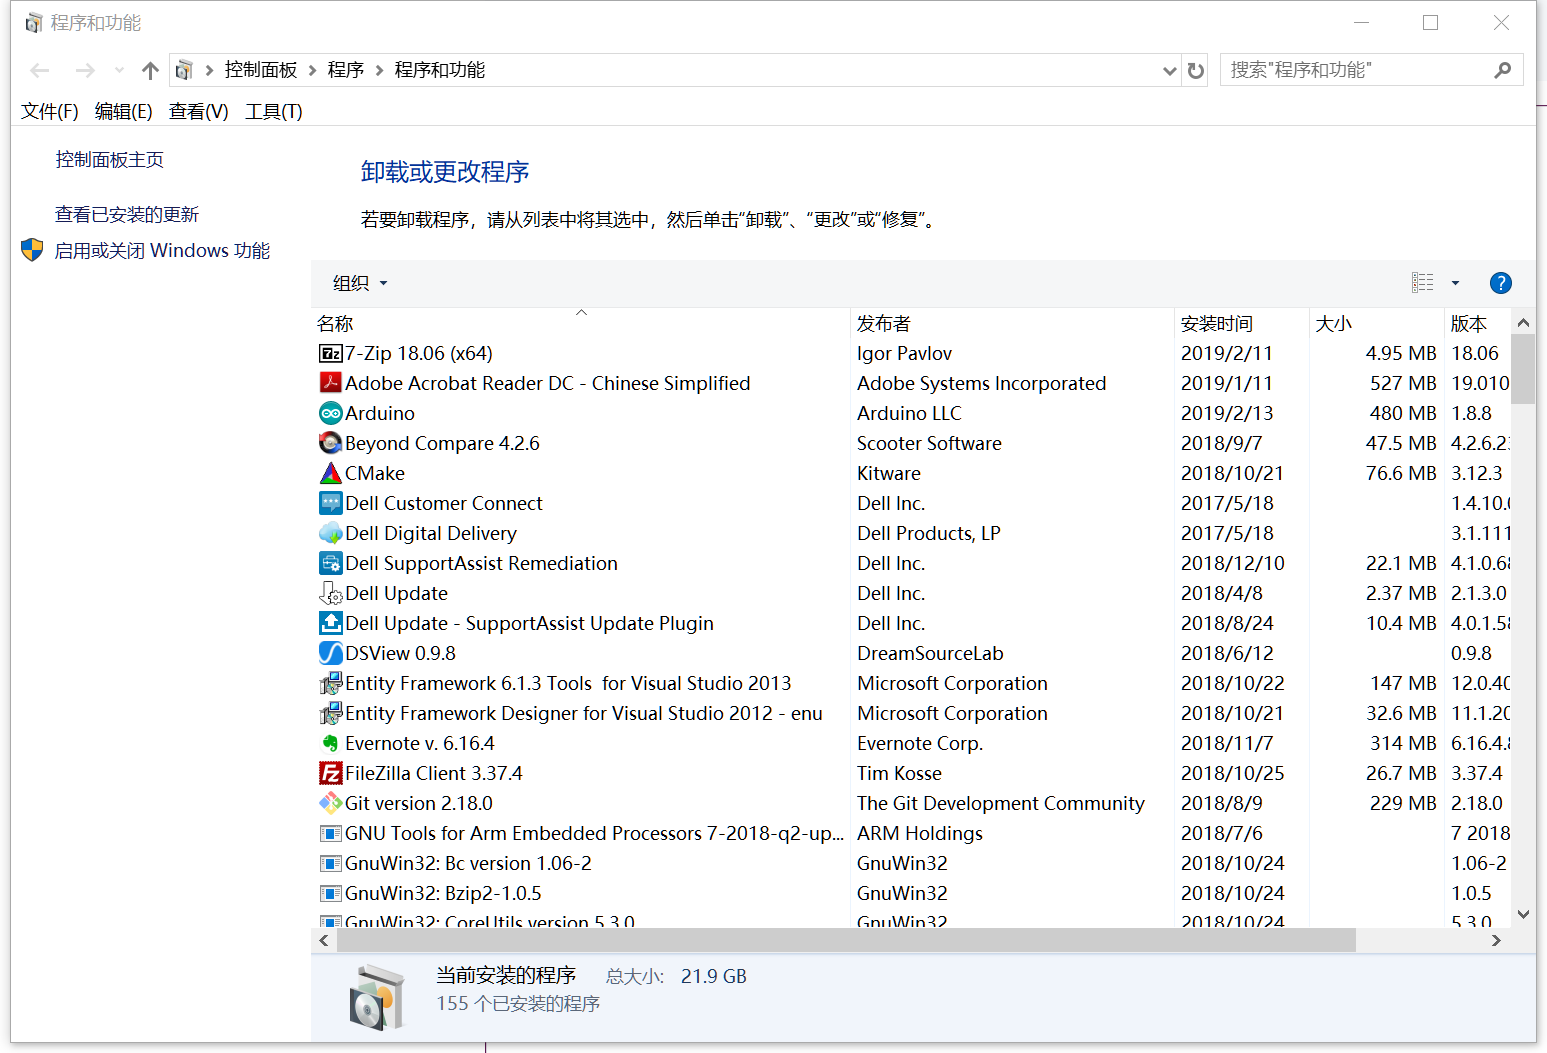 程序和功能
控制面板 程序 程序和功能 搜索"程序和功能"
文件(F) 编辑(E) 查看(V) 工具(T)
控制面板主页
查看已安装的更新
启用或关闭 Windows 功能
卸载或更改程序
若要卸载程序，请从列表中将其选中，然后单击“卸载”、“更改”或“修复”。
组织
名称 发布者 安装时间 大小 版本
7-Zip 18.06 (x64) Igor Pavlov 2019/2/11 4.95 MB 18.06
Adobe Acrobat Reader DC - Chinese Simplified Adobe Systems Incorporated 2019/1/11 527 MB 19.010
Arduino Arduino LLC 2019/2/13 480 MB 1.8.8
Beyond Compare 4.2.6 Scooter Software 2018/9/7 47.5 MB 4.2.6.23
CMake Kitware 2018/10/21 76.6 MB 3.12.3
Dell Customer Connect Dell Inc. 2017/5/18 1.4.10.0
Dell Digital Delivery Dell Products, LP 2017/5/18 3.1.111
Dell SupportAssist Remediation Dell Inc. 2018/12/10 22.1 MB 4.1.0.68
Dell Update Dell Inc. 2018/4/8 2.37 MB 2.1.3.0
Dell Update - SupportAssist Update Plugin Dell Inc. 2018/8/24 10.4 MB 4.0.1.58
DSView 0.9.8 DreamSourceLab 2018/6/12 0.9.8
Entity Framework 6.1.3 Tools  for Visual Studio 2013 Microsoft Corporation 2018/10/22 147 MB 12.0.40
Entity Framework Designer for Visual Studio 2012 - enu Microsoft Corporation 2018/10/21 32.6 MB 11.1.20
Evernote v. 6.16.4 Evernote Corp. 2018/11/7 314 MB 6.16.4.8
FileZilla Client 3.37.4 Tim Kosse 2018/10/25 26.7 MB 3.37.4
Git version 2.18.0 The Git Development Community 2018/8/9 229 MB 2.18.0
GNU Tools for Arm Embedded Processors 7-2018-q2-up... ARM Holdings 2018/7/6 7 2018
GnuWin32: Bc version 1.06-2 GnuWin32 2018/10/24 1.06-2
GnuWin32: Bzip2-1.0.5 GnuWin32 2018/10/24 1.0.5
GnuWin32: CoreUtils version 5.3.0 GnuWin32 2018/10/24 5.3.0
当前安装的程序 总大小: 21.9 GB
155 个已安装的程序